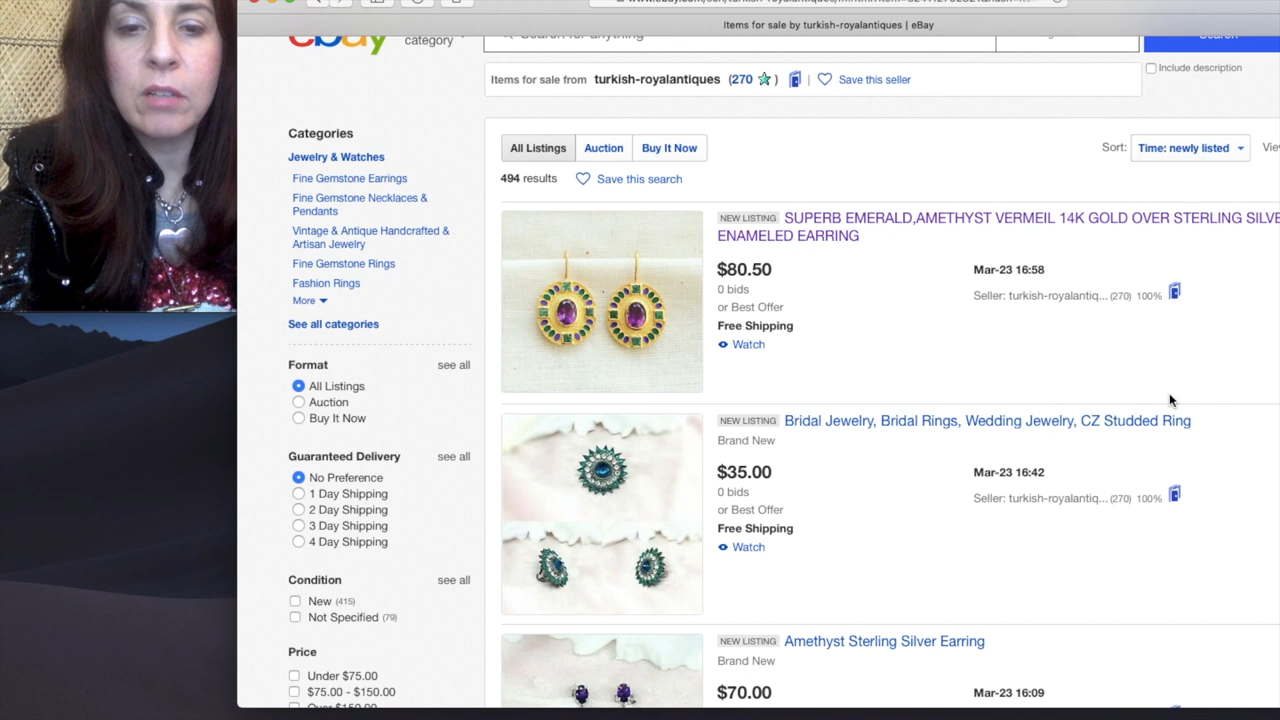 Items for sale by turkish-royalantiques | eBay
ebay
category
Search for anything
Search
Include description
Items for sale from turkish-royalantiques (270 ) | Save this seller
Categories
Jewelry & Watches
Fine Gemstone Earrings
Fine Gemstone Necklaces &
Pendants
Vintage & Antique Handcrafted &
Artisan Jewelry
Fine Gemstone Rings
Fashion Rings
More
See all categories
Format see all
All Listings
Auction
Buy It Now
Guaranteed Delivery see all
No Preference
1 Day Shipping
2 Day Shipping
3 Day Shipping
4 Day Shipping
Condition see all
New (415)
Not Specified (79)
Price
Under $75.00
$75.00 - $150.00
Over $150.00
All Listings Auction Buy It Now
Sort: Time: newly listed
View
494 results Save this search
NEW LISTING SUPERB EMERALD,AMETHYST VERMEIL 14K GOLD OVER STERLING SILVE
ENAMELED EARRING
$80.50 Mar-23 16:58
0 bids Seller: turkish-royalantiq... (270) 100%
or Best Offer
Free Shipping
Watch
NEW LISTING Bridal Jewelry, Bridal Rings, Wedding Jewelry, CZ Studded Ring
Brand New
$35.00 Mar-23 16:42
0 bids Seller: turkish-royalantiq... (270) 100%
or Best Offer
Free Shipping
Watch
NEW LISTING Amethyst Sterling Silver Earring
Brand New
$70.00 Mar-23 16:09